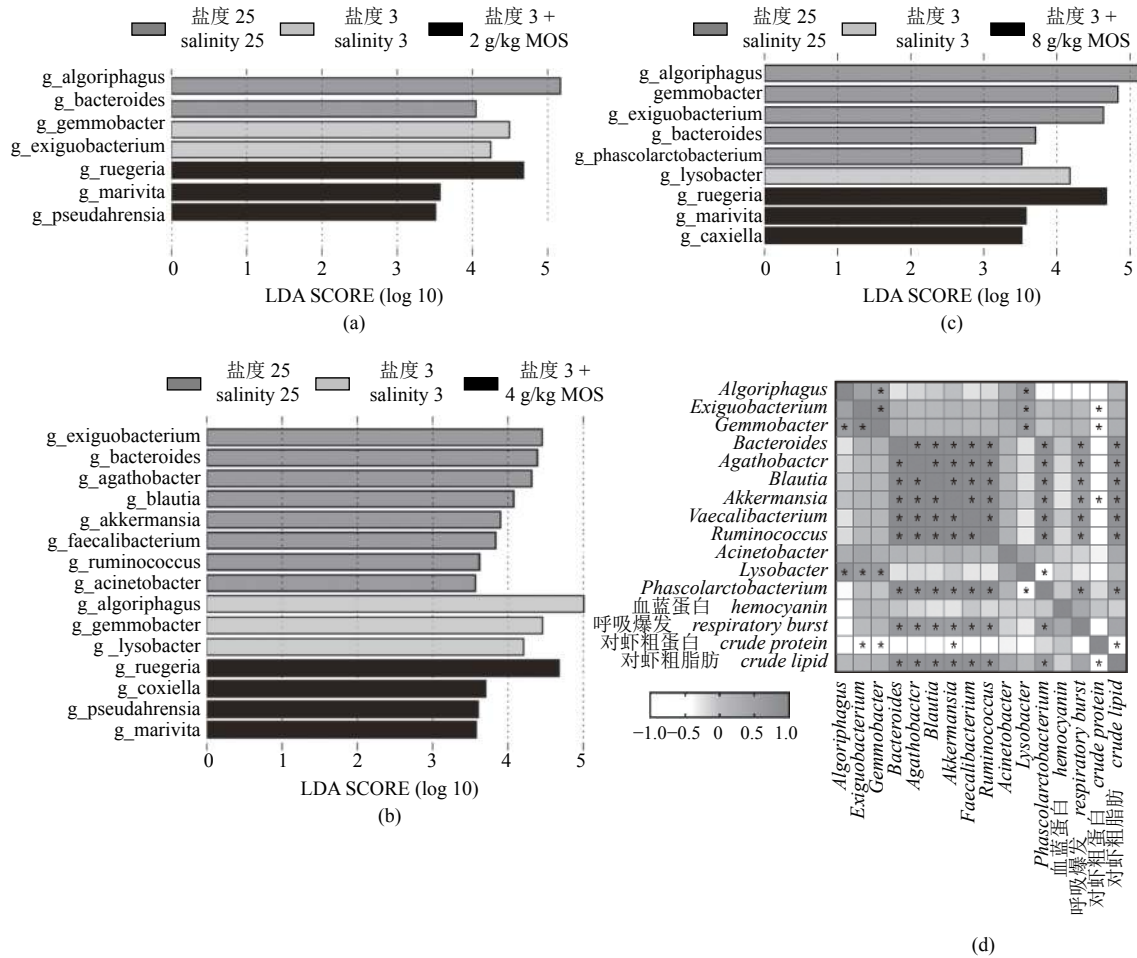 盐度 25
salinity 25
盐度 3
salinity 3
盐度 3 +
2 g/kg MOS
g_algoriphagus
g_bacteroides
g_gemmobacter
g_exiguobacterium
g_ruegeria
g_marivita
g_pseudahrensia
0 1 2 3 4 5
LDA SCORE (log 10)
(a)
盐度 25
salinity 25
盐度 3
salinity 3
盐度 3 +
8 g/kg MOS
g_algoriphagus
gemmobacter
g_exiguobacterium
g_bacteroides
g_phascolarctobacterium
g_lysobacter
g_ruegeria
g_marivita
g_caxiella
0 1 2 3 4 5
LDA SCORE (log 10)
(c)
盐度 25
salinity 25
盐度 3
salinity 3
盐度 3 +
4 g/kg MOS
g_exiguobacterium
g_bacteroides
g_agathobacter
g_blautia
g_akkermansia
g_faecalibacterium
g_ruminococcus
g_acinetobacter
g_algoriphagus
g_gemmobacter
g _lysobacter
g_ruegeria
g_coxiella
g_pseudahrensia
g_marivita
0 1 2 3 4 5
LDA SCORE (log 10)
(b)
Algoriphagus
Exiguobacterium
Gemmobacter
Bacteroides
Agathobactcr
Blautia
Akkermansia
Vaecalibacterium
Ruminococcus
Acinetobacter
Lysobacter
Phascolarctobacterium
血蓝蛋白 hemocyanin
呼吸爆发 respiratory burst
对虾粗蛋白 crude protein
对虾粗脂肪 crude lipid
−1.0 −0.5 0 0.5 1.0
Algoriphagus
Exiguobacterium
Gemmobacter
Bacteroides
Agathobactcr
Blautia
Akkermansia
Faecalibacterium
Ruminococcus
Acinetobacter
Lysobacter
Phascolarctobacterium
血蓝蛋白 hemocyanin
呼吸爆发 respiratory burst
对虾粗蛋白 crude protein
对虾粗脂肪 crude lipid
(d)